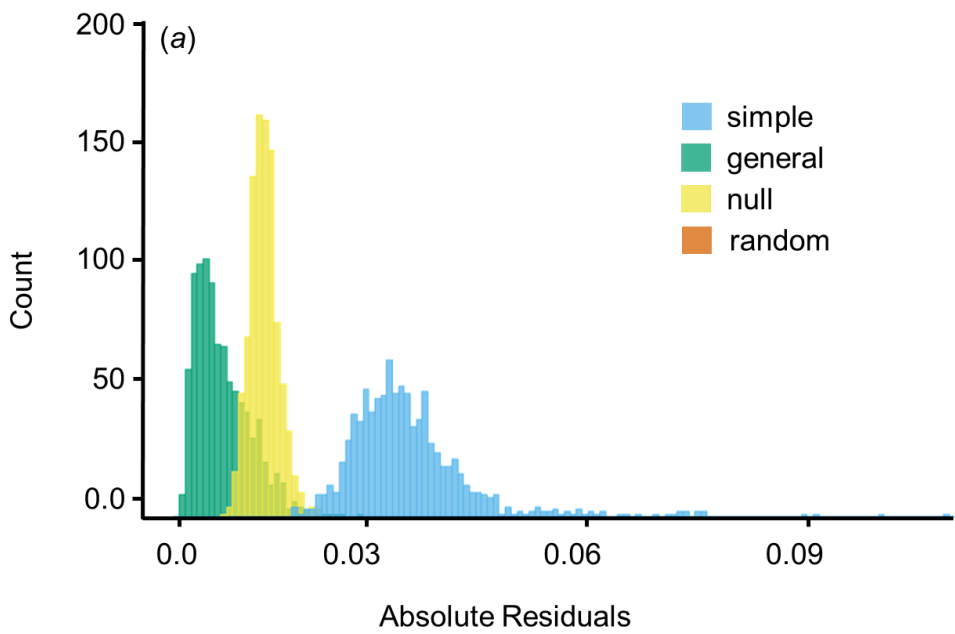 200
(a)
150
100
50
0.0
Count
simple
general
null
random
0.0 0.03 0.06 0.09
Absolute Residuals